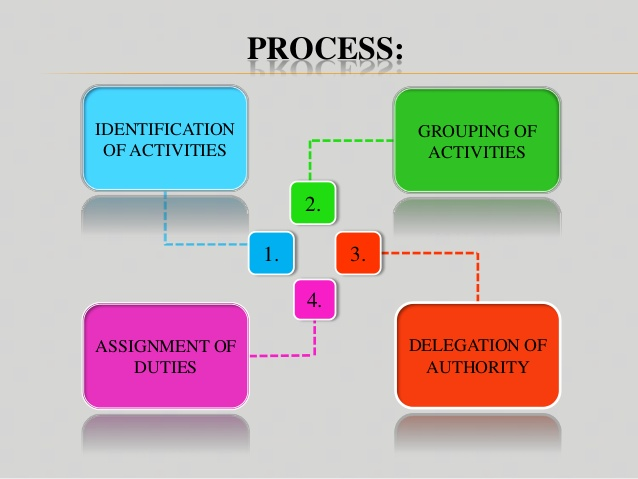 PROCESS:
IDENTIFICATION
OF ACTIVITIES
GROUPING OF
ACTIVITIES
2.
1.
3.
4.
ASSIGNMENT OF
DUTIES
DELEGATION OF
AUTHORITY